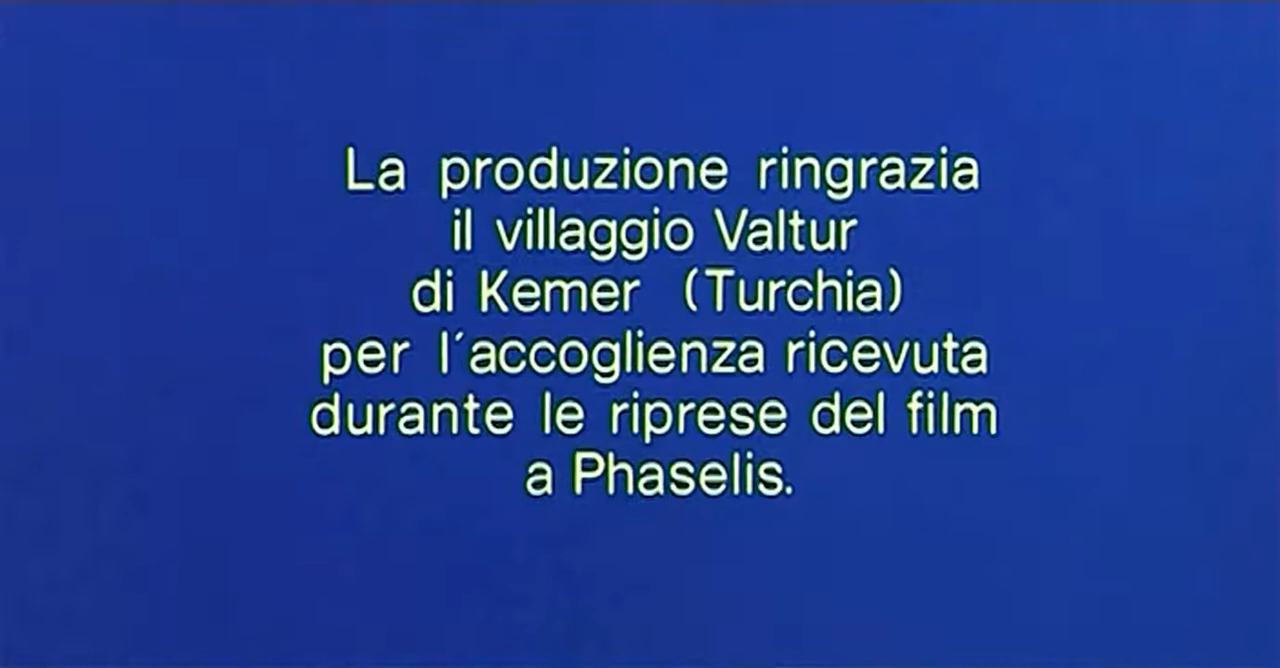 La produzione ringrazia
il villaggio Valtur
di Kemer (Turchia)
per l´accoglienza ricevuta
durante le riprese del film
a Phaselis.